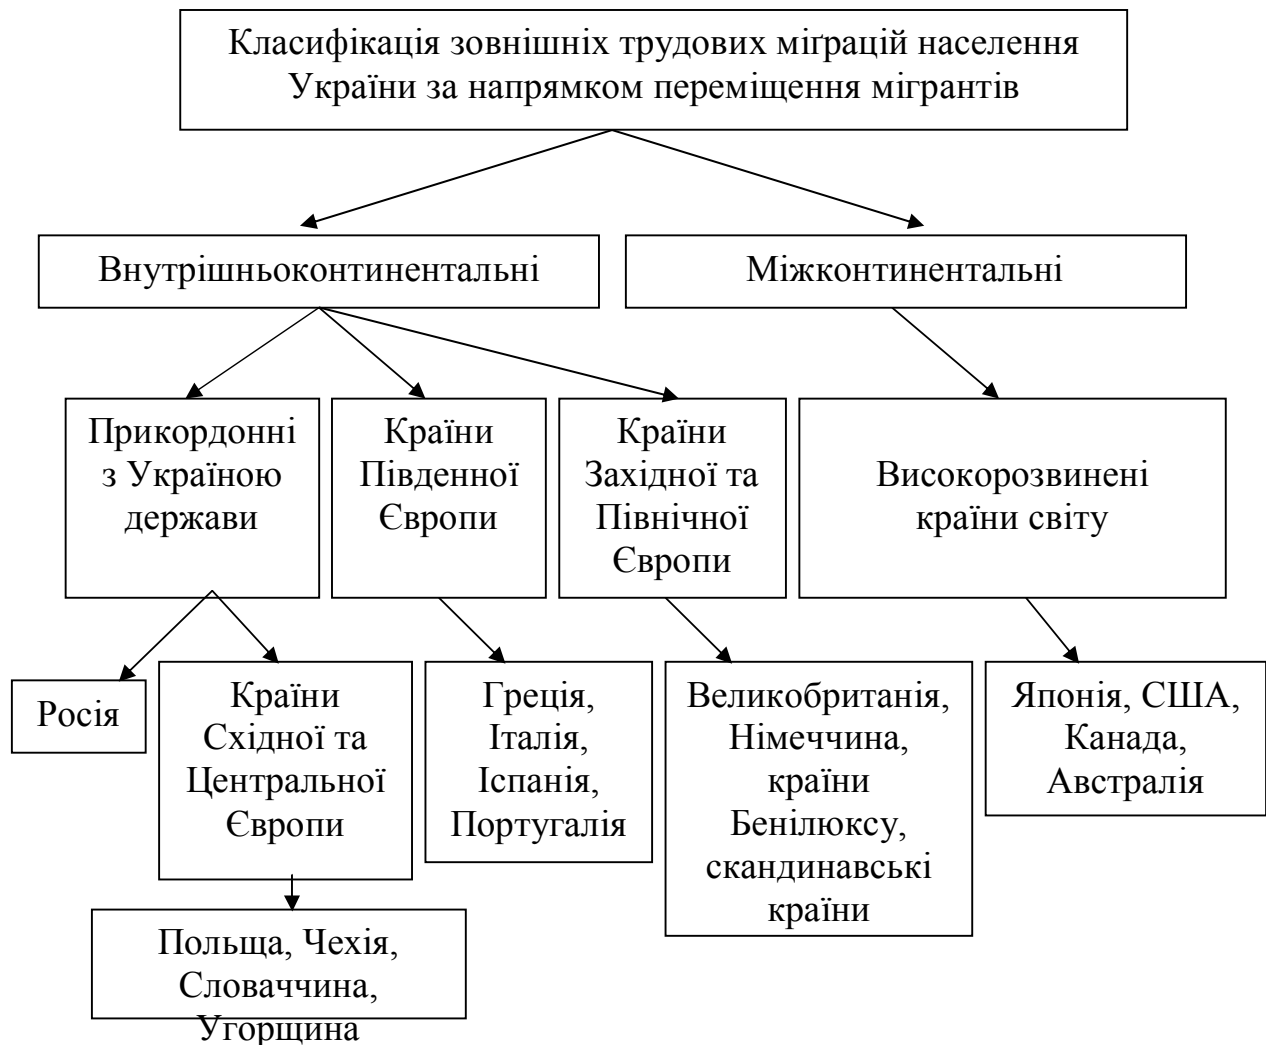 Класифікація зовнішніх трудових міґрацій населення
України за напрямком переміщення мігрантів
Внутрішньоконтинентальні
Міжконтинентальні
Прикордонні
з Україною
держави
Країни
Південної
Європи
Країни
Західної та
Північної
Європи
Високорозвинені
країни світу
Росія
Країни
Східної та
Центральної
Європи
Греція,
Італія,
Іспанія,
Португалія
Великобританія,
Німеччина,
країни
Бенілюксу,
скандинавські
країни
Японія, США,
Канада,
Австралія
Польща, Чехія,
Словаччина,
Угорщина